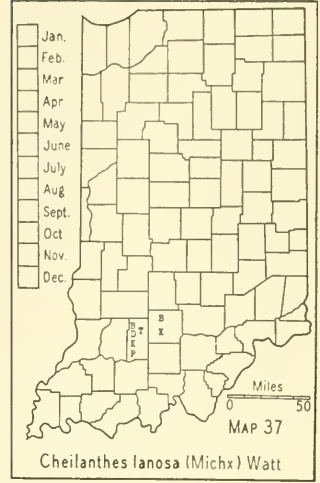 Jan.
Feb.
Mar
Apr
May
June
July
Aug
Sept.
Oct
Nov.
Dec.
B T
C
K
P
B
K
Miles
0 50
MAP 37
Cheilanthes lanosa (Michx) Watt